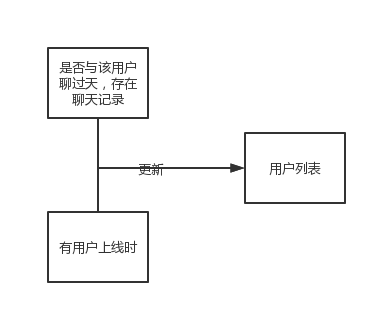 是否与该用户
聊过天，存在
聊天记录
更新
用户列表
有用户上线时